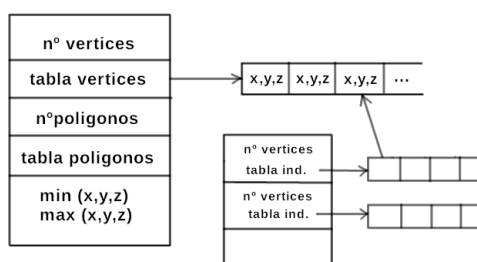 nº vertices
tabla vertices
nºpoligonos
tabla poligonos
min (x,y,z)
max (x,y,z)
x,y,z x,y,z x,y,z ...
nº vertices
tabla ind.
nº vertices
tabla ind.